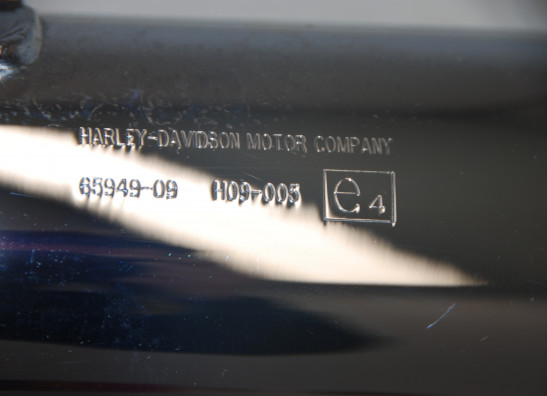 HARLEY-DAVIDSON MOTOR COMPANY
65949-09 H09-005 e4